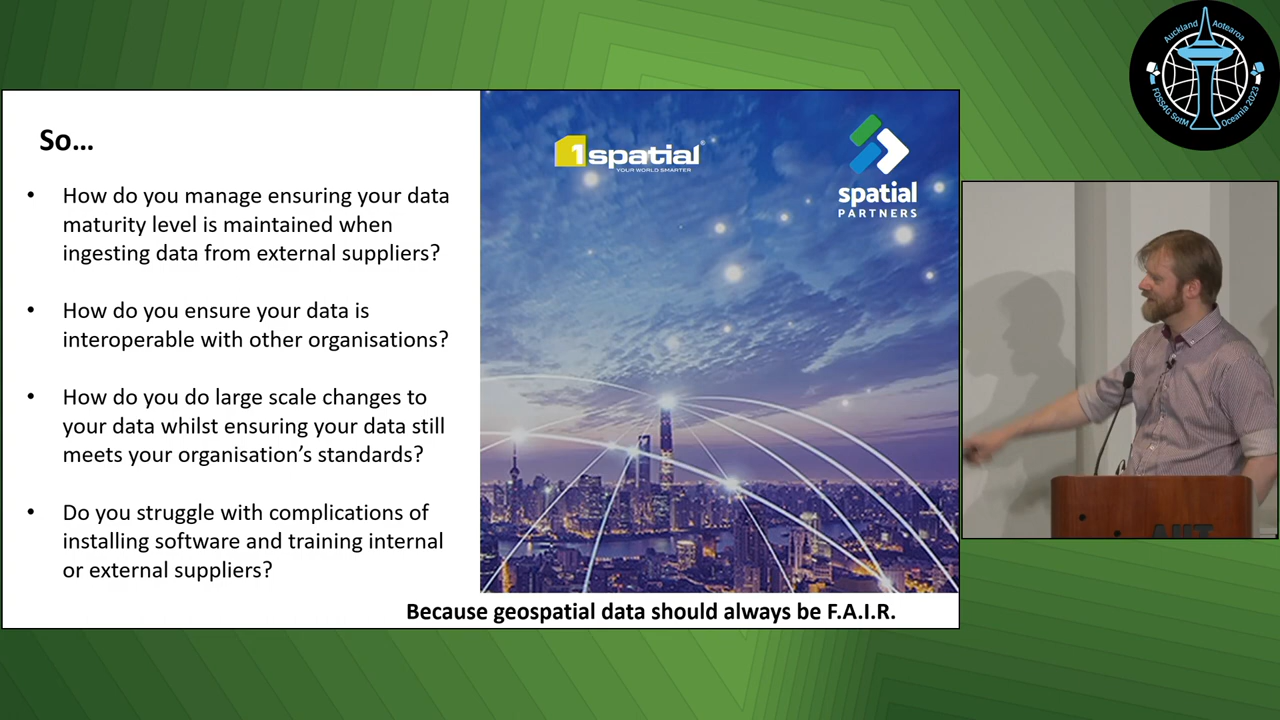 So...
• How do you manage ensuring your data
maturity level is maintained when
ingesting data from external suppliers?
• How do you ensure your data is
interoperable with other organisations?
• How do you do large scale changes to
your data whilst ensuring your data still
meets your organisation's standards?
• Do you struggle with complications of
installing software and training internal
or external suppliers?
1spatial
YOUR WORLD SMARTER
spatial
PARTNERS
Because geospatial data should always be F.A.I.R.
Auckland Aotearoa
FOSS4G SotM Oceania 2023
AUT